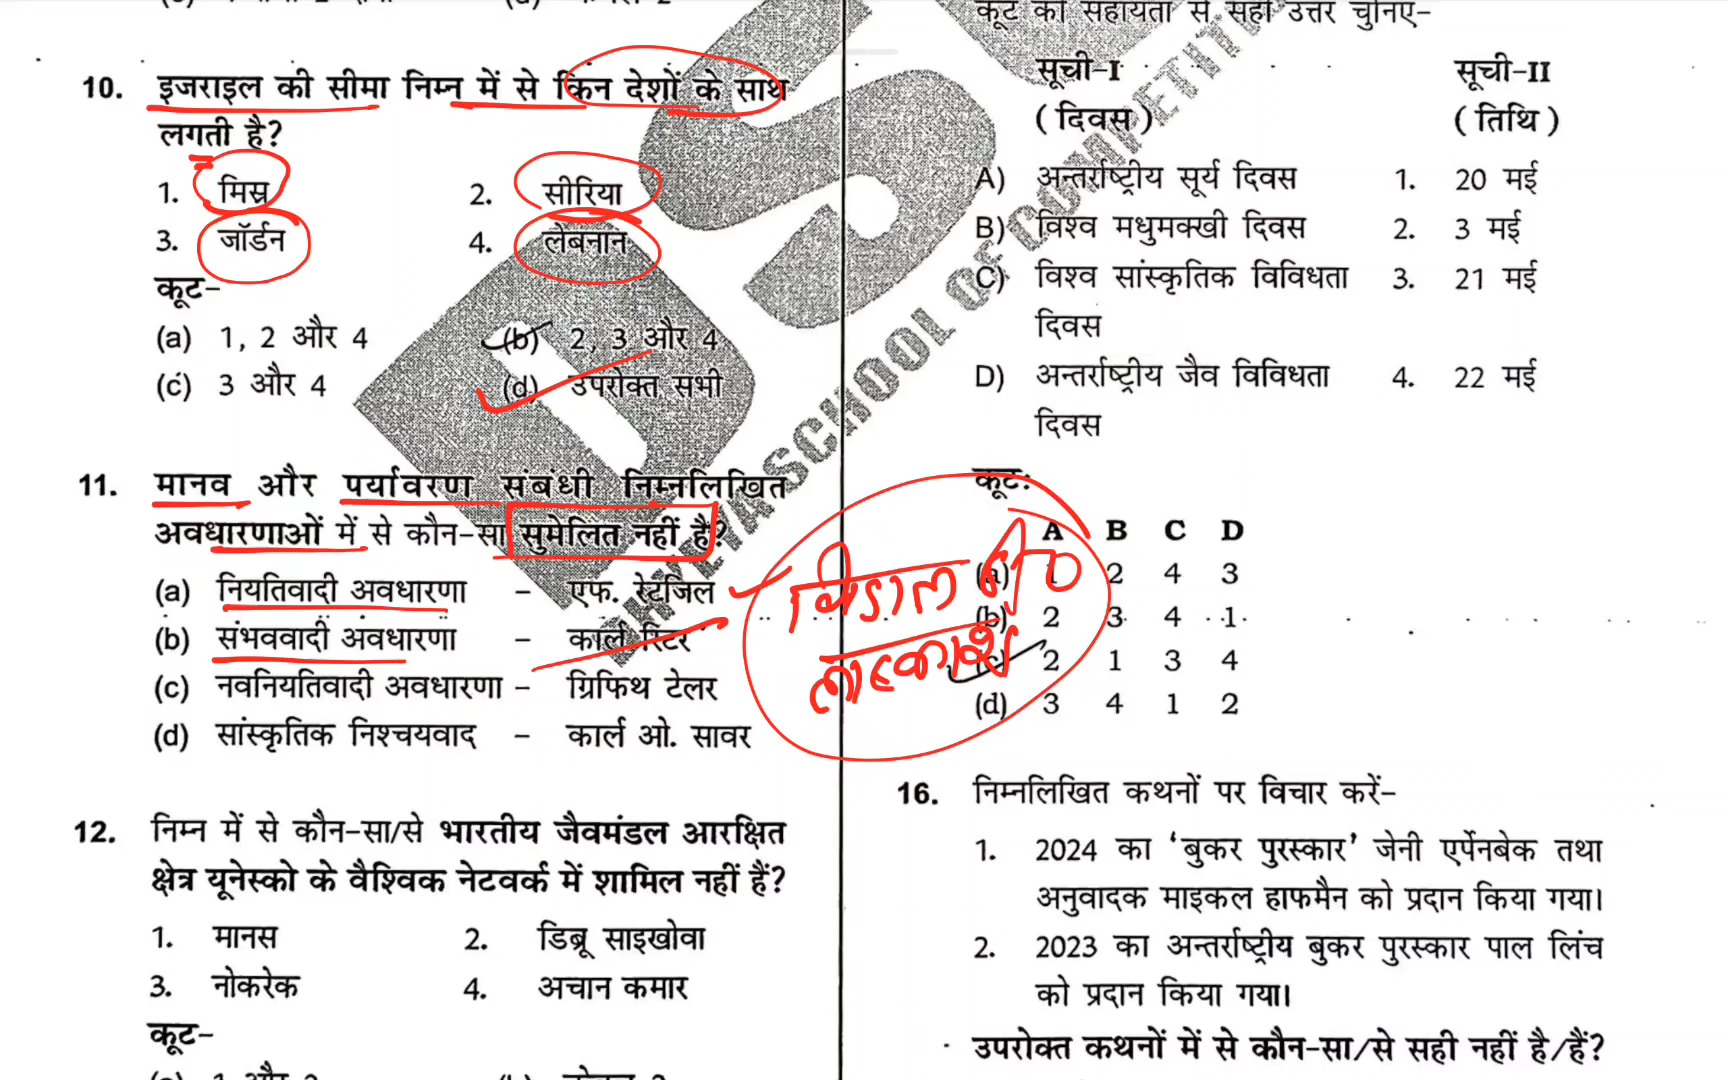 10. इजराइल की सीमा निम्न में से किन देशों के साथ
लगती है?
1. मिस्र 2. सीरिया
3. जॉर्डन 4. लेबनान
कूट-
(a) 1, 2 और 4 (b) 2, 3 और 4
(c) 3 और 4 (d) उपरोक्त सभी
11. मानव और पर्यावरण संबंधी निम्नलिखित
अवधारणाओं में से कौन-सा सुमेलित नहीं है?
(a) नियतिवादी अवधारणा - एफ. रेटजिल
(b) संभववादी अवधारणा - कार्ल रिटर
(c) नवनियतिवादी अवधारणा - ग्रिफिथ टेलर
(d) सांस्कृतिक निश्चयवाद - कार्ल ओ. सावर
12. निम्न में से कौन-सा/से भारतीय जैवमंडल आरक्षित
क्षेत्र यूनेस्को के वैश्विक नेटवर्क में शामिल नहीं हैं?
1. मानस 2. डिब्रू साइखोवा
3. नोकरेक 4. अचान कमार
कूट-
कूट की सहायता से सही उत्तर चुनिए-
सूची-I सूची-II
(दिवस) (तिथि)
A) अन्तर्राष्ट्रीय सूर्य दिवस 1. 20 मई
B) विश्व मधुमक्खी दिवस 2. 3 मई
C) विश्व सांस्कृतिक विविधता 3. 21 मई
दिवस
D) अन्तर्राष्ट्रीय जैव विविधता 4. 22 मई
दिवस
कूट:
A B C D
(a) 1 2 4 3
(b) 2 3 4 1
(c) 2 1 3 4
(d) 3 4 1 2
16. निम्नलिखित कथनों पर विचार करें-
1. 2024 का ‘बुकर पुरस्कार’ जेनी एर्पेनबेक तथा
अनुवादक माइकल हाफमैन को प्रदान किया गया।
2. 2023 का अन्तर्राष्ट्रीय बुकर पुरस्कार पाल लिंच
को प्रदान किया गया।
उपरोक्त कथनों में से कौन-सा/से सही नहीं है/हैं?